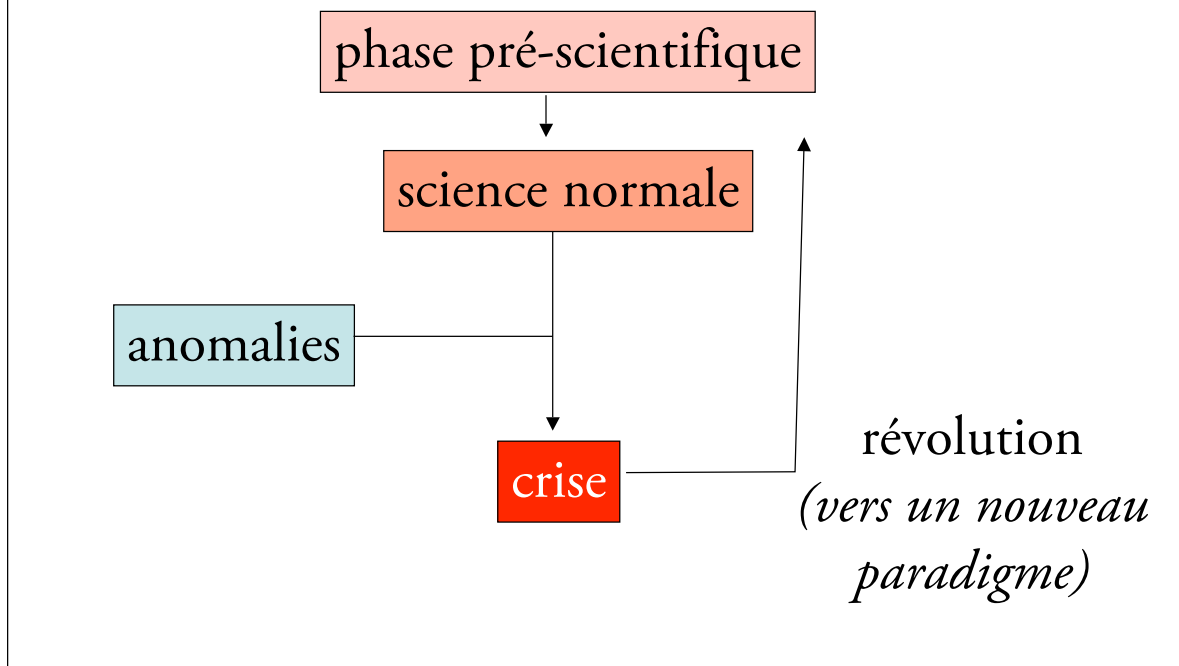 phase pré-scientifique
science normale
anomalies
crise
révolution
(vers un nouveau
paradigme)